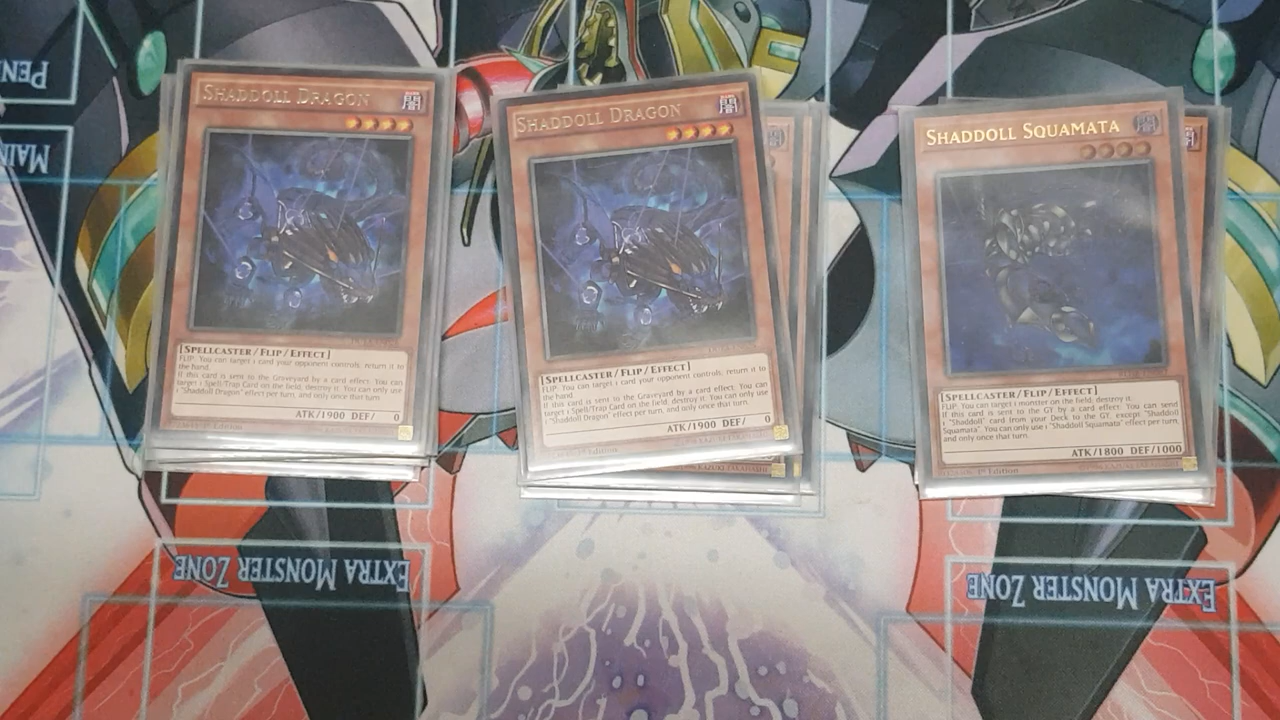 PEN
MAIN
SHADDOLL DRAGON
闇
[SPELLCASTER/FLIP/EFFECT]
FLIP: You can target 1 card your opponent controls; return it to
the hand.
If this card is sent to the Graveyard by a card effect: You can
target 1 Spell/Trap Card on the field; destroy it. You can only use
1 "Shaddoll Dragon" effect per turn, and only once that turn.
ATK/1900 DEF/ 0
Edition
SHADDOLL DRAGON
闇
[SPELLCASTER/FLIP/EFFECT]
FLIP: You can target 1 card your opponent controls; return it to
the hand.
If this card is sent to the Graveyard by a card effect: You can
target 1 Spell/Trap Card on the field; destroy it. You can only use
1 "Shaddoll Dragon" effect per turn, and only once that turn.
ATK/1900 DEF/ 0
Edition
KAZUKI TAKAHASHI
SHADDOLL SQUAMATA
闇
[SPELLCASTER/FLIP/EFFECT]
FLIP: You can target 1 monster on the field; destroy it.
If this card is sent to the GY by a card effect: You can send
1 "Shaddoll" card from your Deck to the GY, except "Shaddoll
Squamata". You can only use 1 "Shaddoll Squamata" effect per turn,
and only once that turn.
ATK/1800 DEF/1000
1st Edition
EXTRA MONSTER ZONE
EXTRA MONSTER ZONE